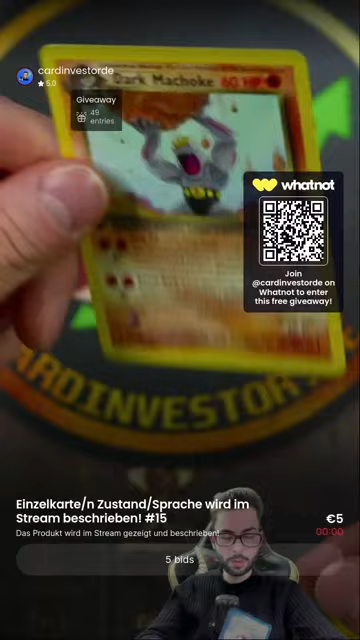 cardinvestorde
5.0
Dark Machoke 60 HP
Giveaway
49
entries
whatnot
Join
@cardinvestorde on
Whatnot to enter
this free giveaway!
CARDINVESTOR
Einzelkarte/n Zustand/Sprache wird im
Stream beschrieben! #15
€5
Das Produkt wird im Stream gezeigt und beschrieben!
00:00
5 bids